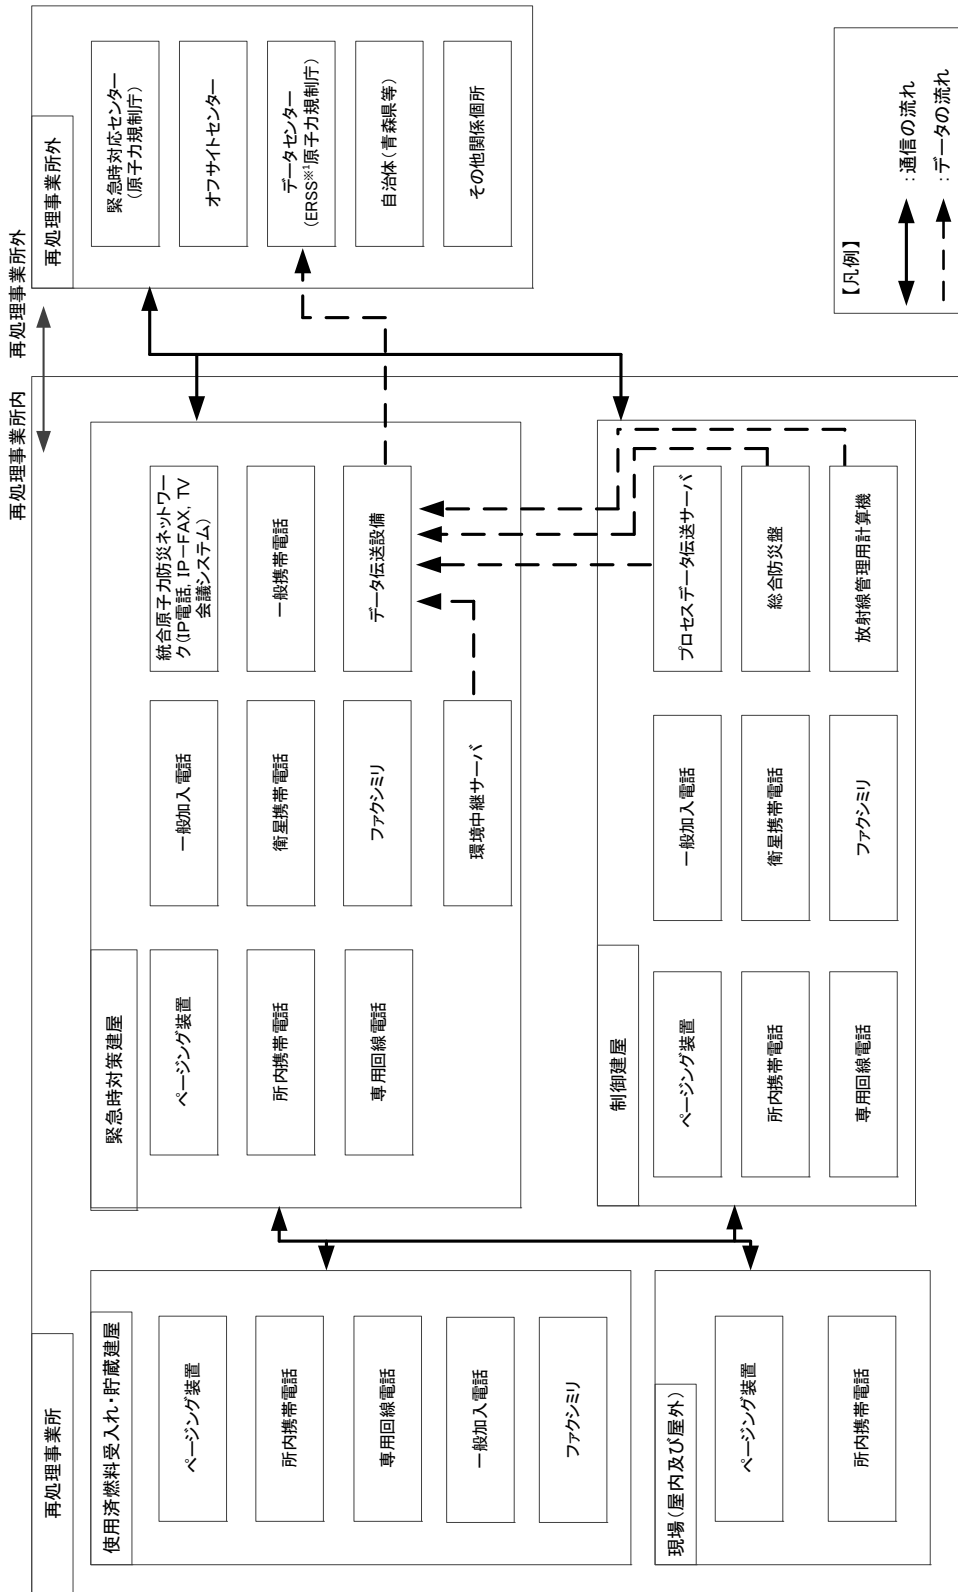 再処理事業所内
再処理事業所外
再処理事業所
使用済燃料受入れ・貯蔵建屋
ページング装置
所内携帯電話
専用回線電話
一般加入電話
ファクシミリ
現場(屋内及び屋外)
ページング装置
所内携帯電話
緊急時対策建屋
ページング装置
所内携帯電話
専用回線電話
一般加入電話
衛星携帯電話
ファクシミリ
環境中継サーバ
統合原子力防災ネットワー
ク(IP電話, IP-FAX, TV
会議システム)
一般携帯電話
データ伝送設備
制御建屋
ページング装置
所内携帯電話
専用回線電話
一般加入電話
衛星携帯電話
ファクシミリ
プロセスデータ伝送サーバ
総合防災盤
放射線管理用計算機
再処理事業所外
緊急時対応センター
(原子力規制庁)
オフサイトセンター
データセンター
(ERSS※1原子力規制庁)
自治体(青森県等)
その他関係個所
【凡例】
:通信の流れ
:データの流れ